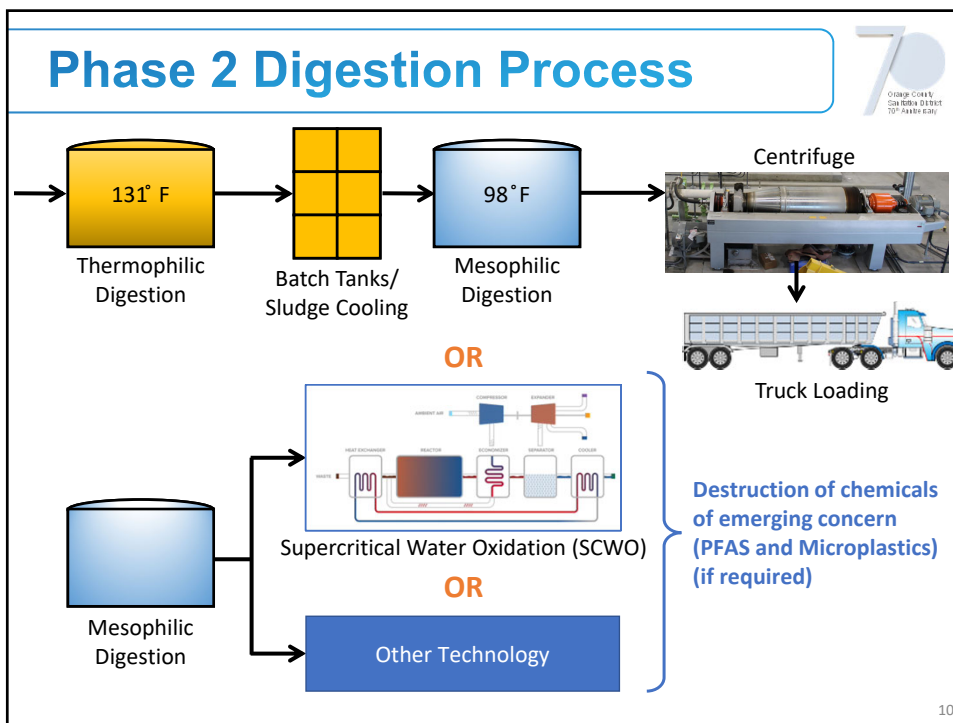 Phase 2 Digestion Process
70
Orange County
Sanitation District
70th Anniversary
Centrifuge
131° F
98°F
Thermophilic
Digestion
Batch Tanks/
Sludge Cooling
Mesophilic
Digestion
Truck Loading
OR
COMPRESSION
EXPANDER
AMBIENT AIR
HEAT EXCHANGER
REACTOR
ECONOMIZER
SEPARATOR
COOLER
WASTE
Supercritical Water Oxidation (SCWO)
Destruction of chemicals
of emerging concern
(PFAS and Microplastics)
(if required)
OR
Mesophilic
Digestion
Other Technology
10